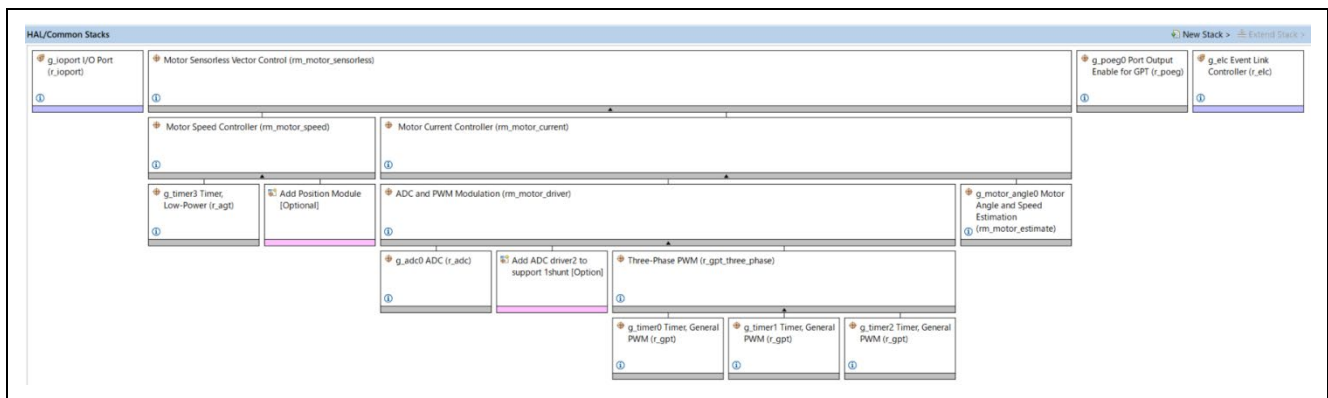 HAL/Common Stacks
New Stack >
Extend Stack >
g_ioport I/O Port
(r_ioport)
Motor Sensorless Vector Control (rm_motor_sensorless)
g_poeg0 Port Output
Enable for GPT (r_poeg)
g_elc Event Link
Controller (r_elc)
Motor Speed Controller (rm_motor_speed)
Motor Current Controller (rm_motor_current)
g_timer3 Timer,
Low-Power (r_agt)
Add Position Module
[Optional]
ADC and PWM Modulation (rm_motor_driver)
g_motor_angle0 Motor
Angle and Speed
Estimation
(rm_motor_estimate)
g_adc0 ADC (r_adc)
Add ADC driver2 to
support 1shunt [Option]
Three-Phase PWM (r_gpt_three_phase)
g_timer0 Timer, General
PWM (r_gpt)
g_timer1 Timer, General
PWM (r_gpt)
g_timer2 Timer, General
PWM (r_gpt)